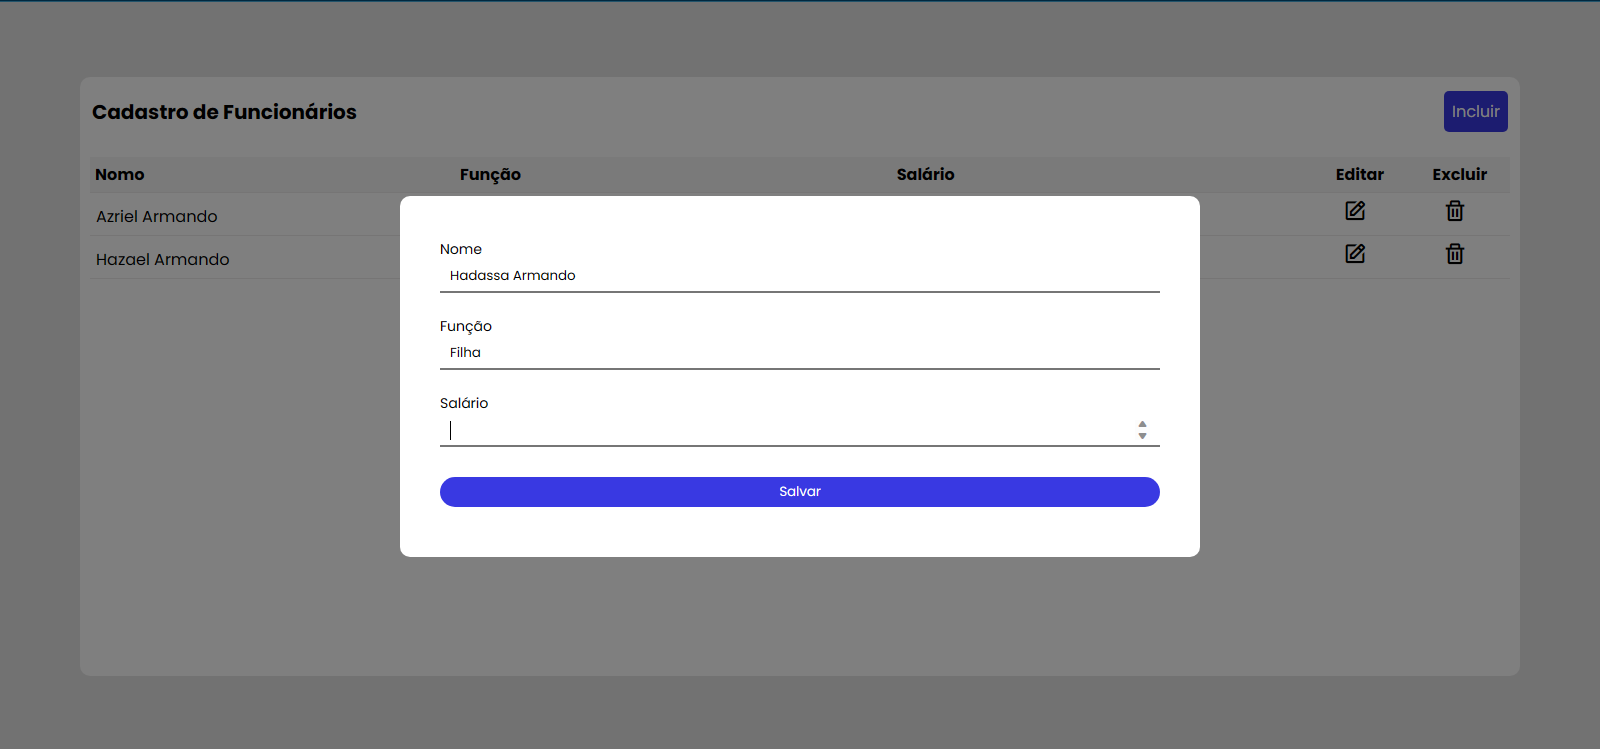 Cadastro de Funcionários
Incluir
Nomo Função Salário Editar Excluir
Azriel Armando
Hazael Armando
Nome
Hadassa Armando
Função
Filha
Salário
Salvar